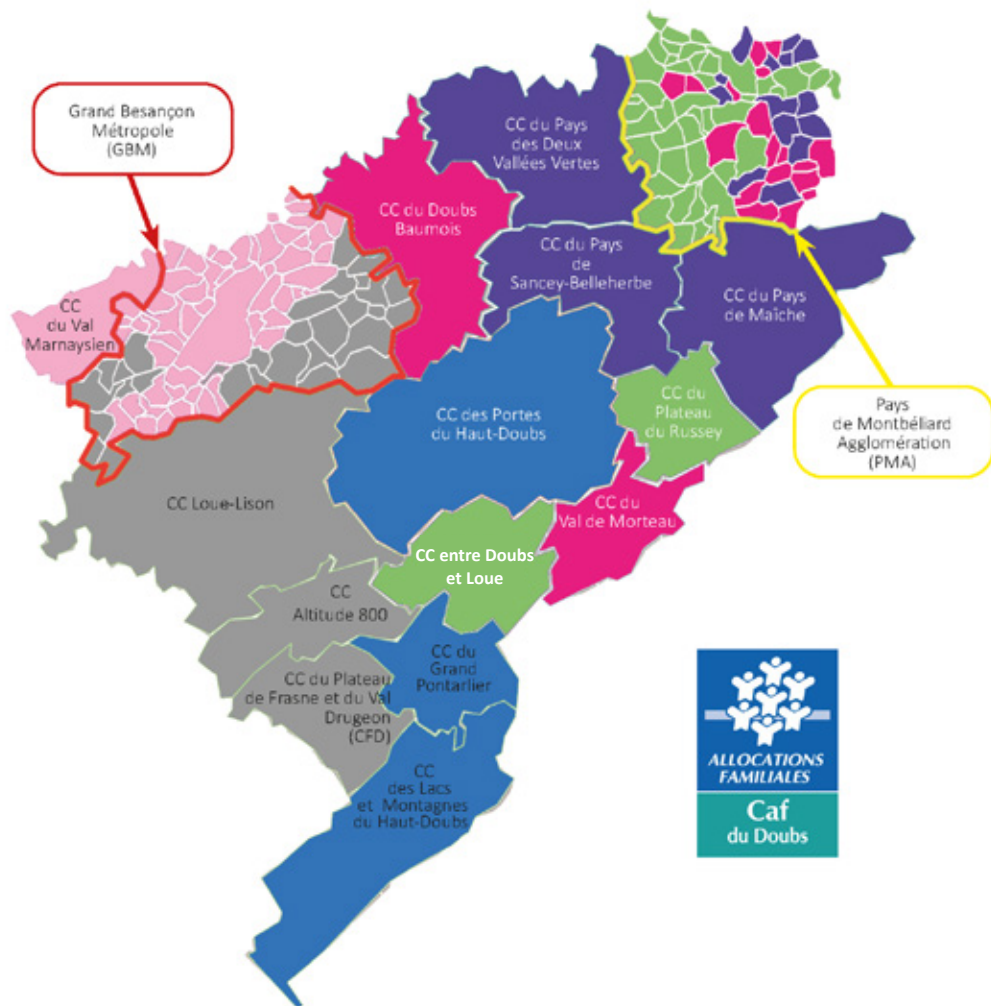 Grand Besançon
Métropole
(GBM)
CC du Pays
des Deux
Vallées Vertes
CC du Doubs
Baumois
CC du Pays
de
Sancey-Belleherbe
CC du Pays
de Maîche
CC
du Val
Marnaysien
CC des Portes
du Haut-Doubs
CC du
Plateau
du Russey
Pays
de Montbéliard
Agglomération
(PMA)
CC Loue-Lison
CC du
Val de Morteau
CC entre Doubs
et Loue
CC
Altitude 800
CC du
Grand
Pontarlier
CC du Plateau
de Frasne et du Val
Drugeon
(CFD)
CC
des Lacs
et Montagnes
du Haut-Doubs
ALLOCATIONS
FAMILIALES
Caf
du Doubs